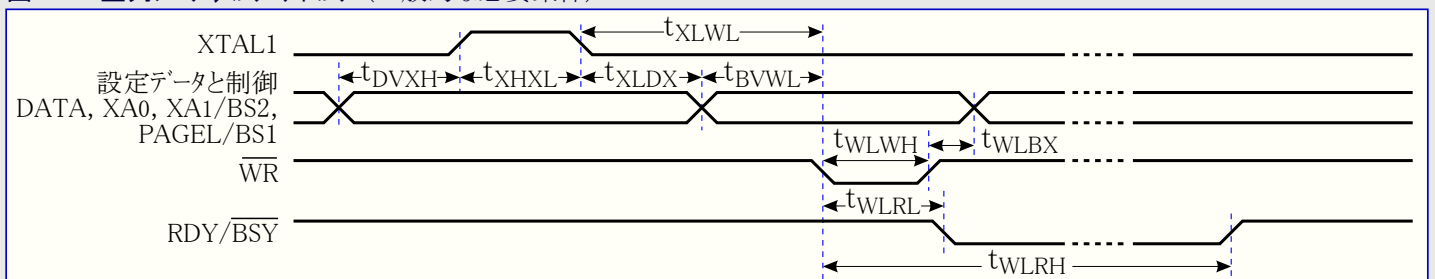 XTAL1
tXLWL
設定データと制御
DATA, XA0, XA1/BS2,
PAGEL/BS1
tDVXH
tXHXL
tXLDX
tBVWL
WR
tWLWH
tWLBX
RDY/BSY
tWLRL
tWLRH